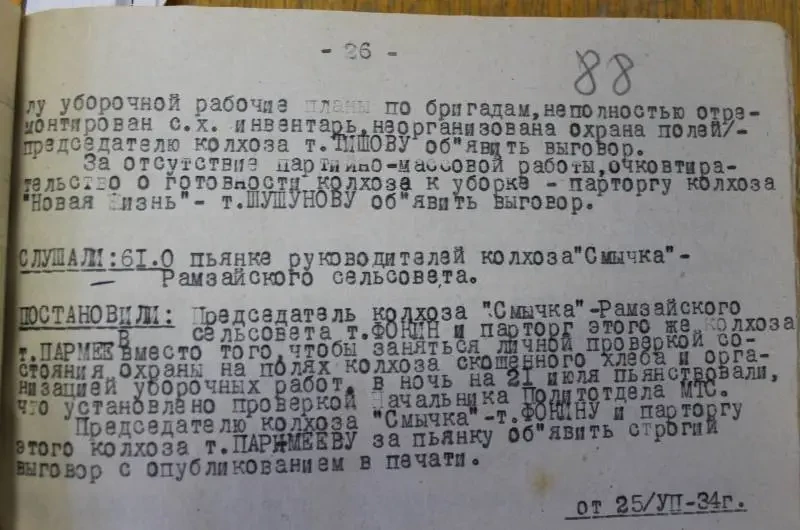 - 26 -
88
лу уборочной рабочие планы по бригадам,неполностью отре-
монтирован с.х. инвентарь,неорганизована охрана полей/-
председателю колхоза т.ТИШОВУ об"явить выговор.
За отсутствие партийно-массовой работы,очковтира-
тельство о готовности колхоза к уборке - парторгу колхоза
"Новая Жизнь"- т.ШУШУНОВУ об"явить выговор.
СЛУШАЛИ:61.О пьянке руководителей колхоза"Смычка"-
Рамзайского сельсовета.
ПОСТАНОВИЛИ: Председатель колхоза "Смычка"-Рамзайского
сельсовета т.ФОКИН и парторг этого же колхоза
т.ПАРМЕЕВ вместо того,чтобы заняться личной проверкой со-
стояния охраны на полях колхоза скошенного хлеба и орга-
низацией уборочных работ, в ночь на 21 июля пьянствовали,
что установлено проверкой Начальника Политотдела МТС.
Председателю колхоза "Смычка"-т.ФОКИНУ и парторгу
этого колхоза т.ПАРМЕЕВУ за пьянку об"явить строгий
выговор с опубликованием в печати.
от 25/УП-34г.